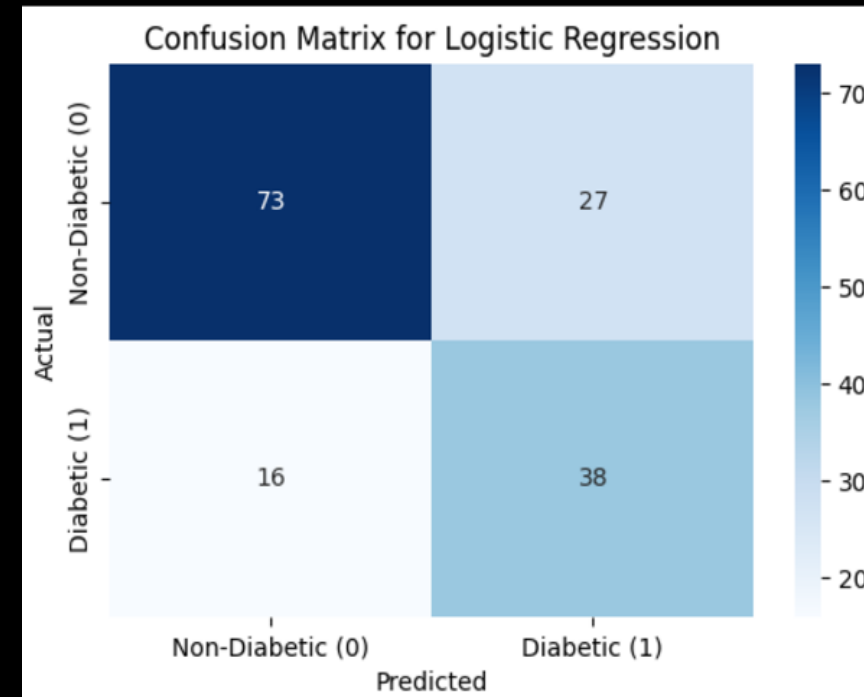 Confusion Matrix for Logistic Regression
Actual
Non-Diabetic (0)
73
27
Diabetic (1)
16
38
Non-Diabetic (0)
Diabetic (1)
Predicted
70
60
50
40
30
20